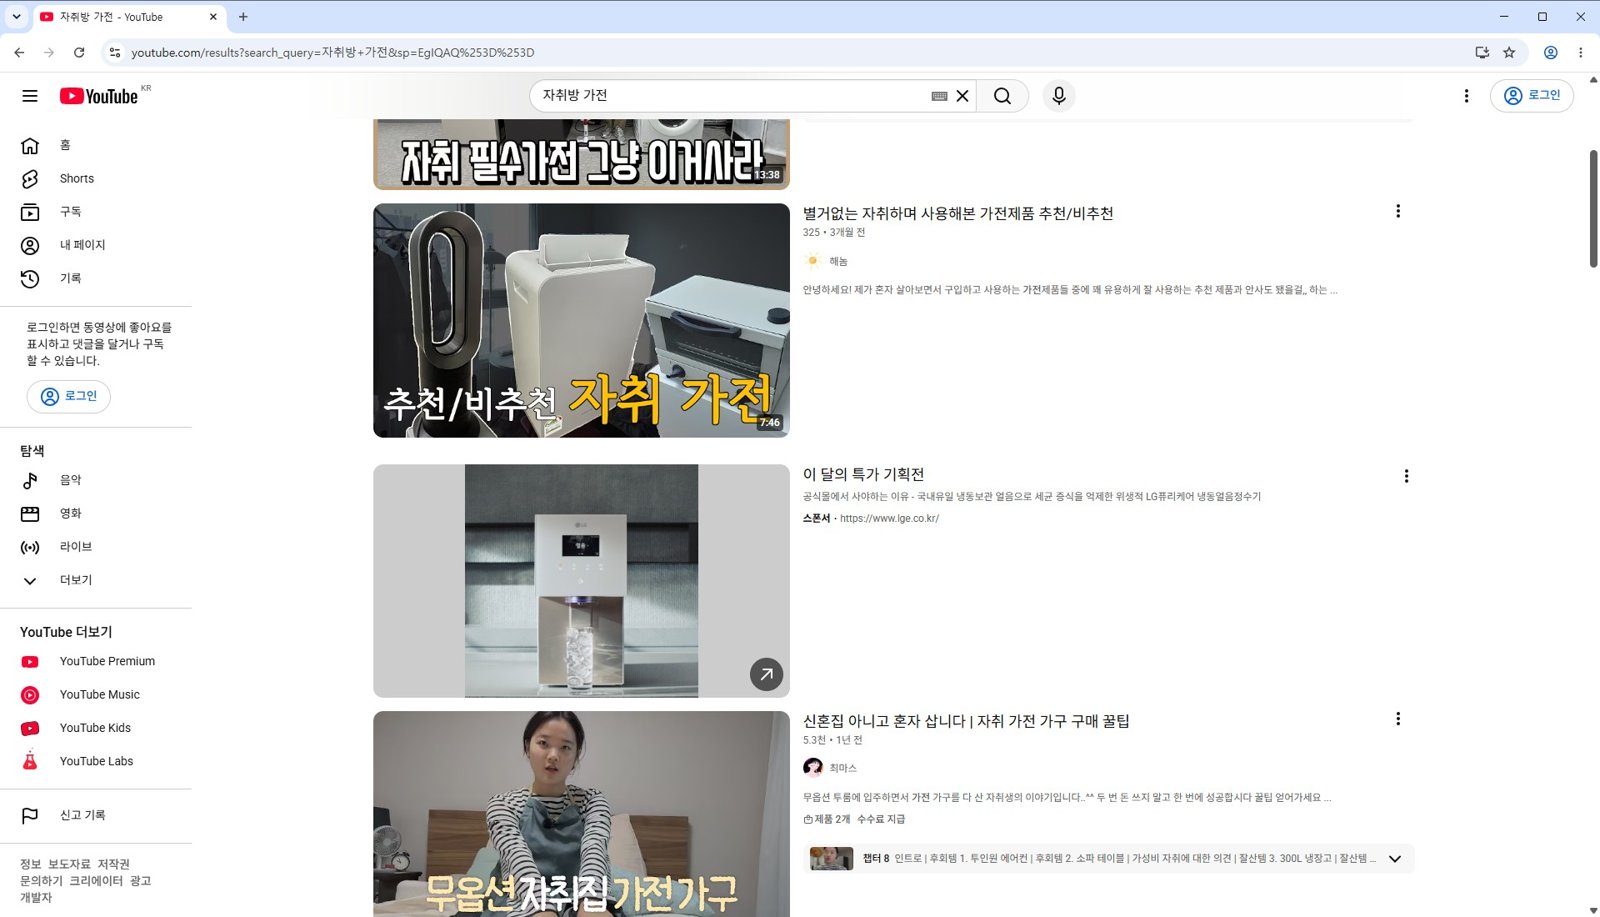 자취방 가전 - YouTube
youtube.com/results?search_query=자취방+가전&sp=EgIQAQ%253D%253D
YouTube KR
자취방 가전
로그인
홈
Shorts
구독
내 페이지
기록
로그인하면 동영상에 좋아요를
표시하고 댓글을 달거나 구독
할 수 있습니다.
로그인
탐색
음악
영화
라이브
더보기
YouTube 더보기
YouTube Premium
YouTube Music
YouTube Kids
YouTube Labs
신고 기록
정보 보도자료 저작권
문의하기 크리에이터 광고
개발자
자취 필수가전 그냥 이거사라
13:38
추천/비추천 자취 가전
7:46
별거없는 자취하며 사용해본 가전제품 추천/비추천
325 • 3개월 전
해놈
안녕하세요! 제가 혼자 살아보면서 구입하고 사용하는 가전제품들 중에 꽤 유용하게 잘 사용하는 추천 제품과 안사도 됐을걸,, 하는 ...
LG
이 달의 특가 기획전
공식몰에서 사야하는 이유 - 국내유일 냉동보관 얼음으로 세균 증식을 억제한 위생적 LG퓨리케어 냉동얼음정수기
스폰서 · https://www.lge.co.kr/
무옵션 자취집 가전 가구
신혼집 아니고 혼자 삽니다 | 자취 가전 가구 구매 꿀팁
5.3천 • 1년 전
최마스
무옵션 투룸에 입주하면서 가전 가구를 다 산 자취생의 이야기입니다..^^ 두 번 돈 쓰지 말고 한 번에 성공합시다 꿀팁 얻어가세요 ...
제품 2개 수수료 지급
챕터 8 인트로 | 후회템 1. 투인원 에어컨 | 후회템 2. 소파 테이블 | 가성비 자취에 대한 의견 | 잘산템 3. 300L 냉장고 | 잘산템 ...